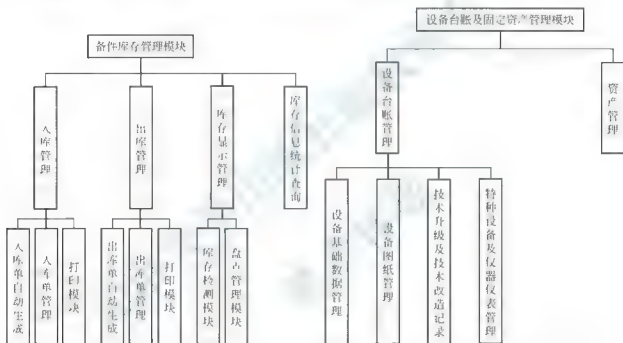 备件库存管理模块
入库管理
出库管理
库存显示管理
库存信息统计查询
入库单自动生成
入库单管理
打印模块
出库单自动生成
出库单管理
打印模块
库存检测模块
盘点管理模块
设备台账及固定资产管理模块
设备台账管理
资产管理
设备基础数据管理
设备图纸管理
技术升级及技术改造记录
特种设备及仪器仪表管理